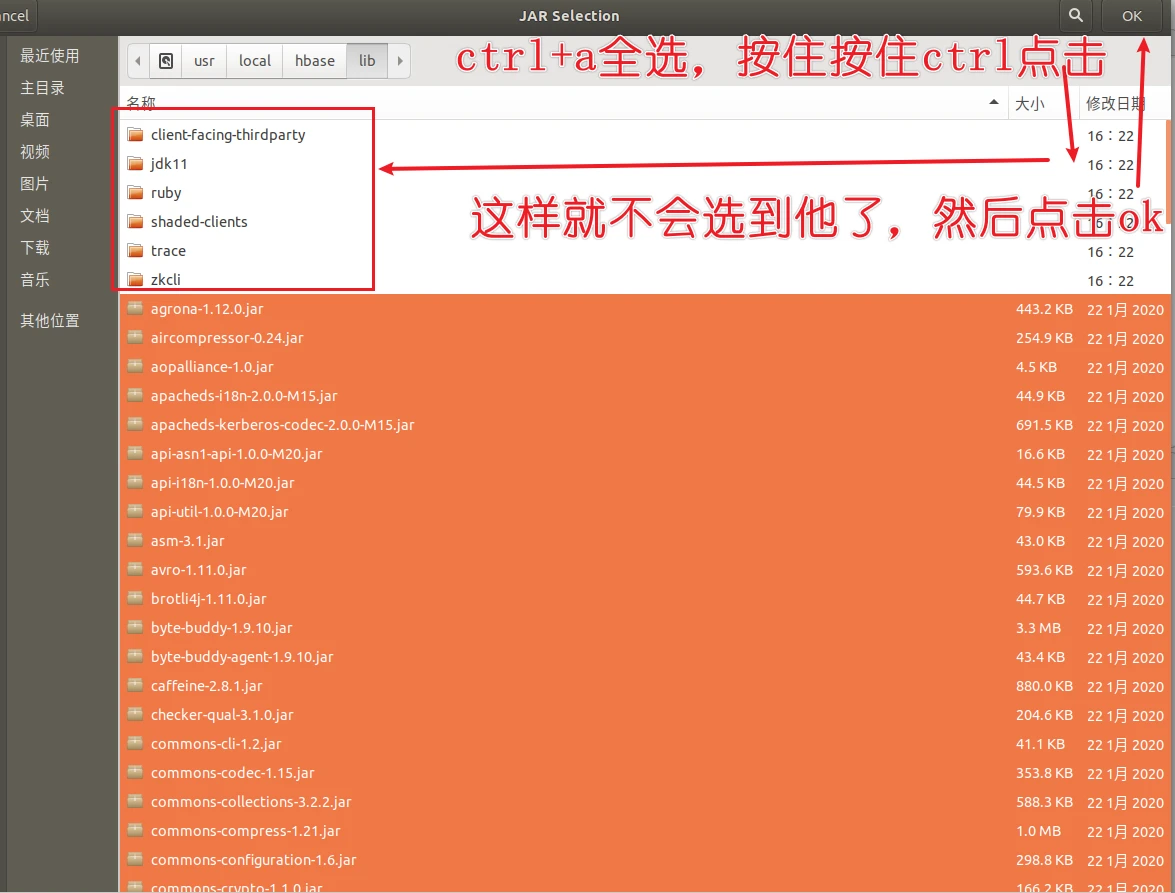 ancel
JAR Selection
OK
最近使用
主目录
桌面
视频
图片
文档
下载
音乐
其他位置
usr
local
hbase
lib
ctrl+a全选，按住按住ctrl点击
名称
大小
修改日期
client-facing-thirdparty 16：22
jdk11 16：22
ruby 16：22
这样就不会选到他了，然后点击ok
shaded-clients 16：22
trace 16：22
zkcli 16：22
agrona-1.12.0.jar 443.2 KB 22 1月 2020
aircompressor-0.24.jar 254.9 KB 22 1月 2020
aopalliance-1.0.jar 4.5 KB 22 1月 2020
apacheds-i18n-2.0.0-M15.jar 44.9 KB 22 1月 2020
apacheds-kerberos-codec-2.0.0-M15.jar 691.5 KB 22 1月 2020
api-asn1-api-1.0.0-M20.jar 16.6 KB 22 1月 2020
api-i18n-1.0.0-M20.jar 44.5 KB 22 1月 2020
api-util-1.0.0-M20.jar 79.9 KB 22 1月 2020
asm-3.1.jar 43.0 KB 22 1月 2020
avro-1.11.0.jar 593.6 KB 22 1月 2020
brotli4j-1.11.0.jar 44.7 KB 22 1月 2020
byte-buddy-1.9.10.jar 3.3 MB 22 1月 2020
byte-buddy-agent-1.9.10.jar 43.4 KB 22 1月 2020
caffeine-2.8.1.jar 880.0 KB 22 1月 2020
checker-qual-3.1.0.jar 204.6 KB 22 1月 2020
commons-cli-1.2.jar 41.1 KB 22 1月 2020
commons-codec-1.15.jar 353.8 KB 22 1月 2020
commons-collections-3.2.2.jar 588.3 KB 22 1月 2020
commons-compress-1.21.jar 1.0 MB 22 1月 2020
commons-configuration-1.6.jar 298.8 KB 22 1月 2020
commons-crypto-1.1.0.jar 166.2 KB 22 1月 2020